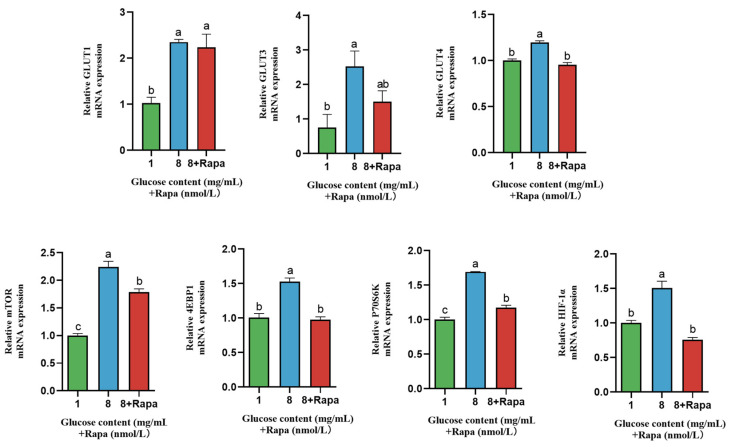 Relative GLUT1
mRNA expression
3
2
1
0
b
a
a
1 8 8+Rapa
Glucose content (mg/mL)
+Rapa (nmol/L)
Relative GLUT3
mRNA expression
4
3
2
1
0
b
a
ab
1 8 8+Rapa
Glucose content (mg/mL)
+Rapa (nmol/L)
Relative GLUT4
mRNA expression
1.5
1.0
0.5
0.0
b
a
b
1 8 8+Rapa
Glucose content (mg/mL)
+Rapa (nmol/L)
Relative mTOR
mRNA expression
2.5
2.0
1.5
1.0
0.5
0.0
c
a
b
1 8 8+Rapa
Glucose content (mg/mL
+Rapa (nmol/L)
Relative 4EBP1
mRNA expression
2.0
1.5
1.0
0.5
0.0
b
a
b
1 8 8+Rapa
Glucose content (mg/mL)
+Rapa (nmol/L)
Relative P70S6K
mRNA expression
2.0
1.5
1.0
0.5
0.0
c
a
b
1 8 8+Rapa
Glucose content (mg/mL
+Rapa (nmol/L)
Relative HIF-1α
mRNA expression
2.0
1.5
1.0
0.5
0.0
b
a
b
1 8 8+Rapa
Glucose content (mg/mL)
+Rapa (nmol/L)